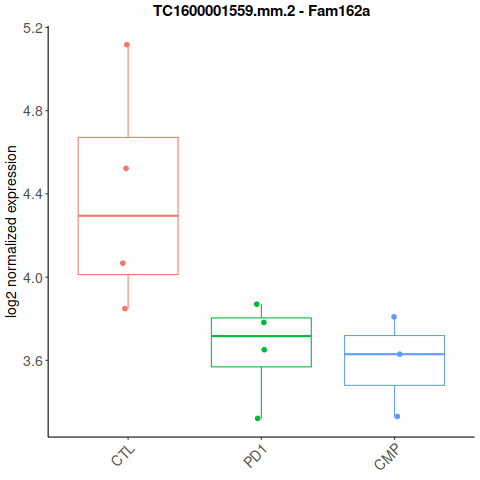 TC1600001559.mm.2 - Fam162a
log2 normalized expression
5.2
4.8
4.4
4.0
3.6
CTL
PD1
CMP